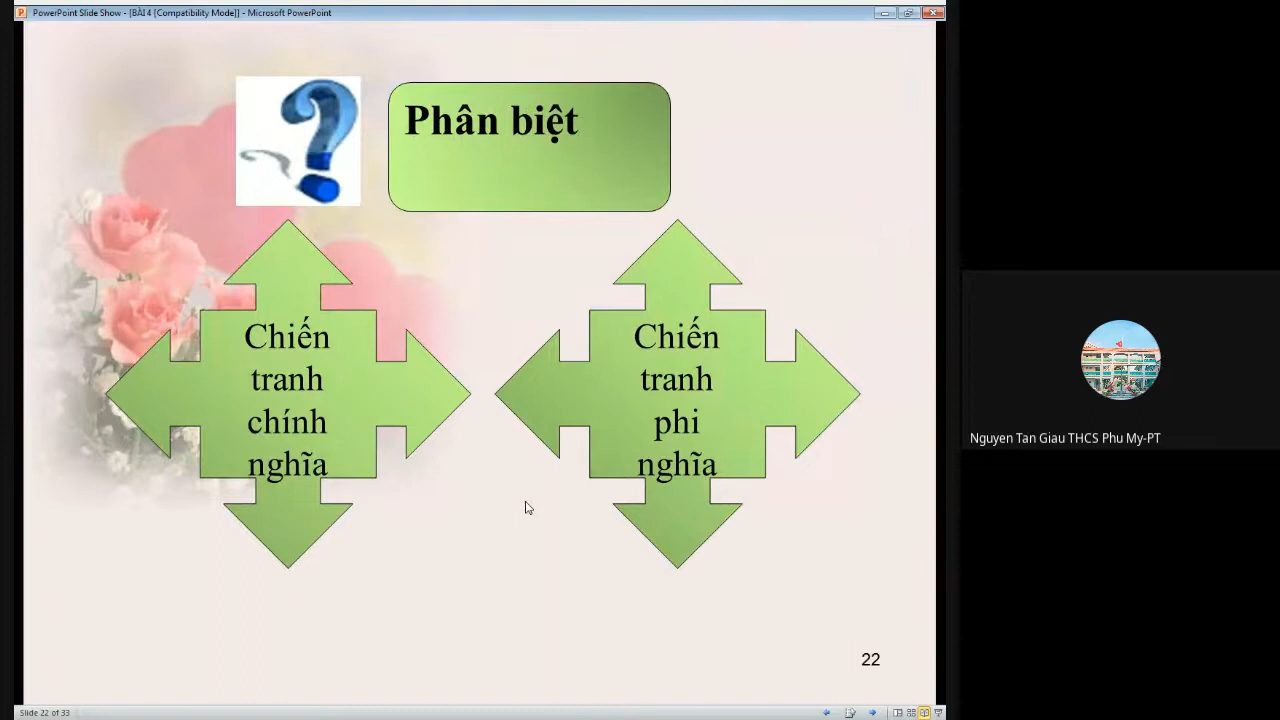 PowerPoint Slide Show - [BÀI 4 [Compatibility Mode]] - Microsoft PowerPoint
Phân biệt
Chiến
tranh
chính
nghĩa
Chiến
tranh
phi
nghĩa
Nguyen Tan Giau THCS Phu My-PT
22
Slide 22 of 33